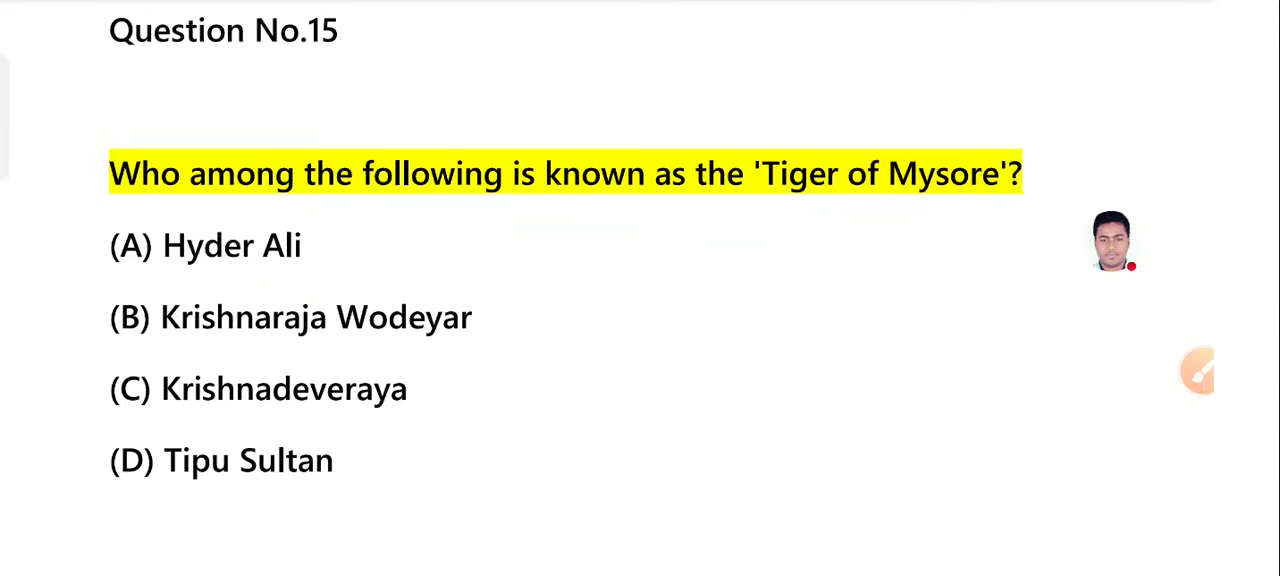 Question No.15
Who among the following is known as the 'Tiger of Mysore'?
(A) Hyder Ali
(B) Krishnaraja Wodeyar
(C) Krishnadeveraya
(D) Tipu Sultan